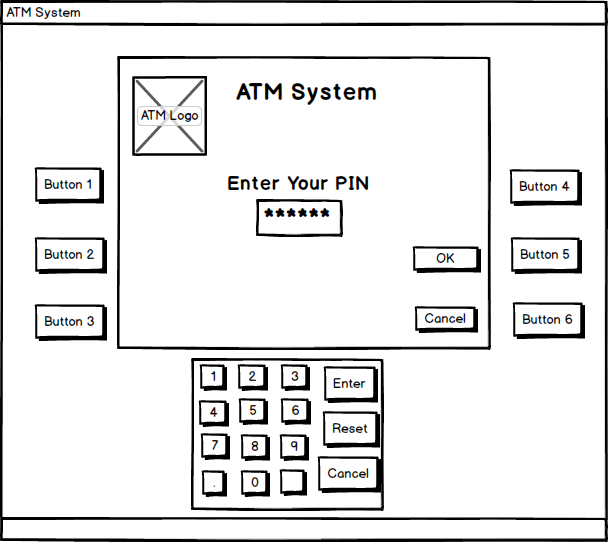 ATM System
ATM System
ATM Logo
Enter Your PIN
******
Button 1
Button 2
Button 3
Button 4
Button 5
Button 6
OK
Cancel
1 2 3 Enter
4 5 6 Reset
7 8 9 Cancel
. 0